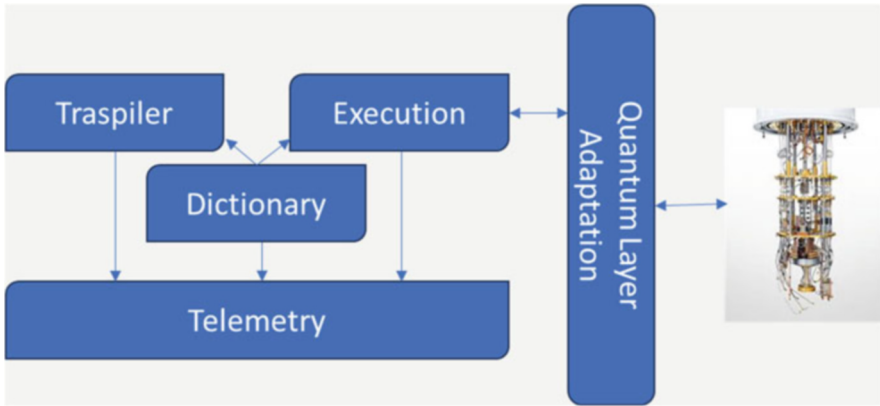 Traspiler
Execution
Dictionary
Telemetry
Quantum Layer
Adaptation